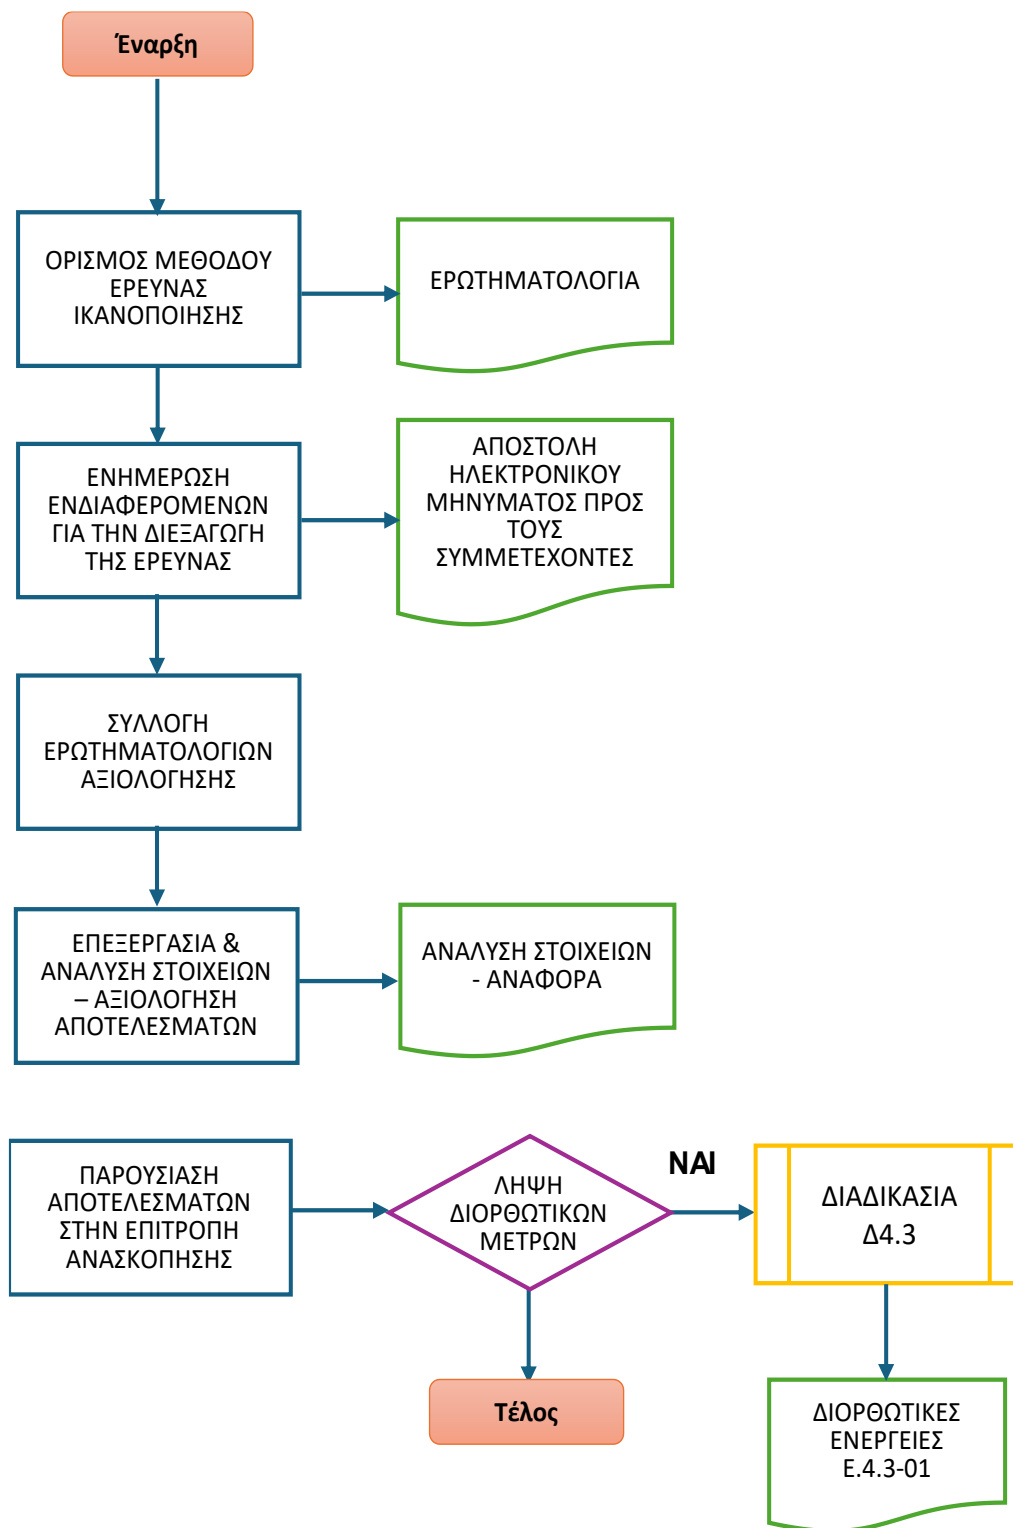 Έναρξη
ΟΡΙΣΜΟΣ ΜΕΘΟΔΟΥ
ΕΡΕΥΝΑΣ
ΙΚΑΝΟΠΟΙΗΣΗΣ
ΕΡΩΤΗΜΑΤΟΛΟΓΙΑ
ΕΝΗΜΕΡΩΣΗ
ΕΝΔΙΑΦΕΡΟΜΕΝΩΝ
ΓΙΑ ΤΗΝ ΔΙΕΞΑΓΩΓΗ
ΤΗΣ ΕΡΕΥΝΑΣ
ΑΠΟΣΤΟΛΗ
ΗΛΕΚΤΡΟΝΙΚΟΥ
ΜΗΝΥΜΑΤΟΣ ΠΡΟΣ
ΤΟΥΣ
ΣΥΜΜΕΤΕΧΟΝΤΕΣ
ΣΥΛΛΟΓΗ
ΕΡΩΤΗΜΑΤΟΛΟΓΙΩΝ
ΑΞΙΟΛΟΓΗΣΗΣ
ΕΠΕΞΕΡΓΑΣΙΑ &
ΑΝΑΛΥΣΗ ΣΤΟΙΧΕΙΩΝ
– ΑΞΙΟΛΟΓΗΣΗ
ΑΠΟΤΕΛΕΣΜΑΤΩΝ
ΑΝΑΛΥΣΗ ΣΤΟΙΧΕΙΩΝ
- ΑΝΑΦΟΡΑ
ΠΑΡΟΥΣΙΑΣΗ
ΑΠΟΤΕΛΕΣΜΑΤΩΝ
ΣΤΗΝ ΕΠΙΤΡΟΠΗ
ΑΝΑΣΚΟΠΗΣΗΣ
ΛΗΨΗ
ΔΙΟΡΘΩΤΙΚΩΝ
ΜΕΤΡΩΝ
ΝΑΙ
ΔΙΑΔΙΚΑΣΙΑ
Δ4.3
Τέλος
ΔΙΟΡΘΩΤΙΚΕΣ
ΕΝΕΡΓΕΙΕΣ
Ε.4.3-01